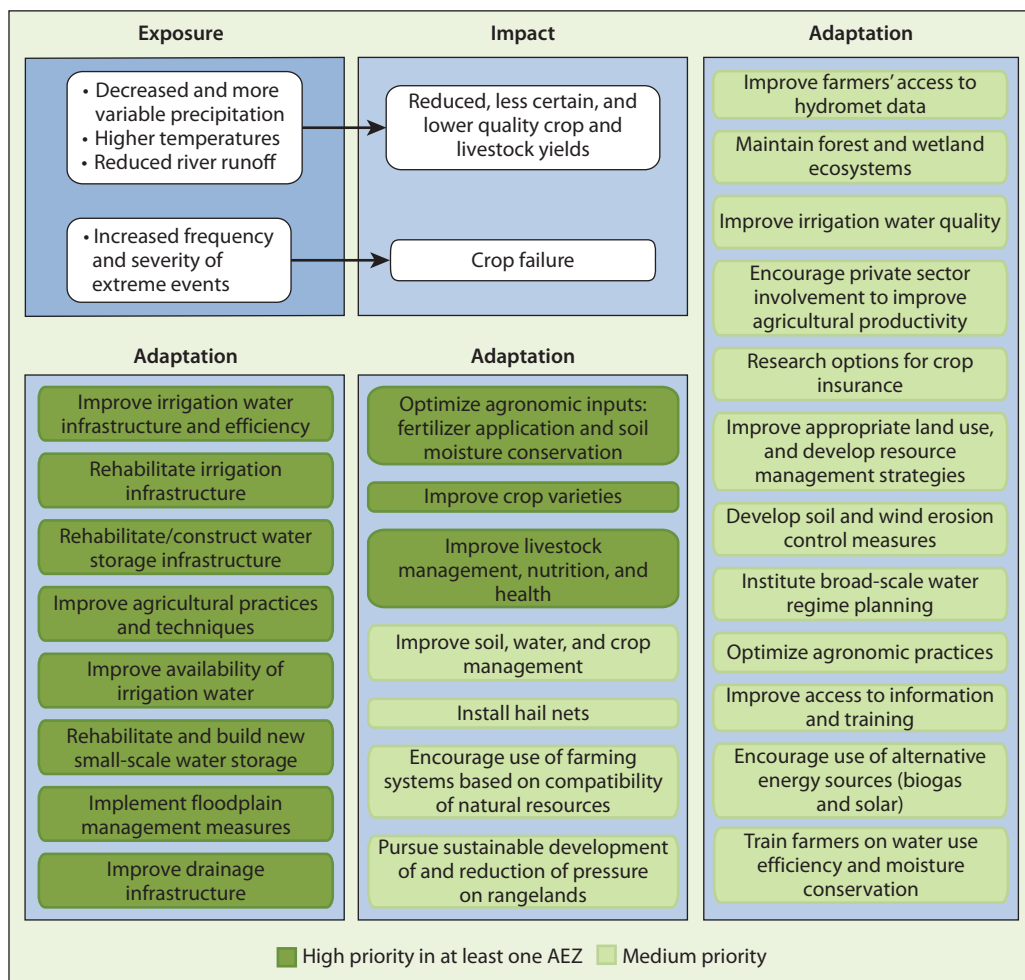 Exposure
• Decreased and more
variable precipitation
• Higher temperatures
• Reduced river runoff
• Increased frequency
and severity of
extreme events
Impact
Reduced, less certain, and
lower quality crop and
livestock yields
Crop failure
Adaptation
Improve irrigation water
infrastructure and efficiency
Rehabilitate irrigation
infrastructure
Rehabilitate/construct water
storage infrastructure
Improve agricultural practices
and techniques
Improve availability of
irrigation water
Rehabilitate and build new
small-scale water storage
Implement floodplain
management measures
Improve drainage
infrastructure
Adaptation
Optimize agronomic inputs:
fertilizer application and soil
moisture conservation
Improve crop varieties
Improve livestock
management, nutrition, and
health
Improve soil, water, and crop
management
Install hail nets
Encourage use of farming
systems based on compatibility
of natural resources
Pursue sustainable development
of and reduction of pressure
on rangelands
Adaptation
Improve farmers’ access to
hydromet data
Maintain forest and wetland
ecosystems
Improve irrigation water quality
Encourage private sector
involvement to improve
agricultural productivity
Research options for crop
insurance
Improve appropriate land use,
and develop resource
management strategies
Develop soil and wind erosion
control measures
Institute broad-scale water
regime planning
Optimize agronomic practices
Improve access to information
and training
Encourage use of alternative
energy sources (biogas
and solar)
Train farmers on water use
efficiency and moisture
conservation
High priority in at least one AEZ
Medium priority